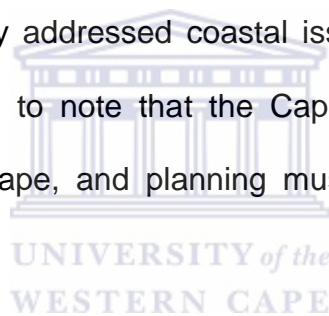 y addressed coastal iss
to note that the Cap
ape, and planning mus
UNIVERSITY of the
WESTERN CAPE